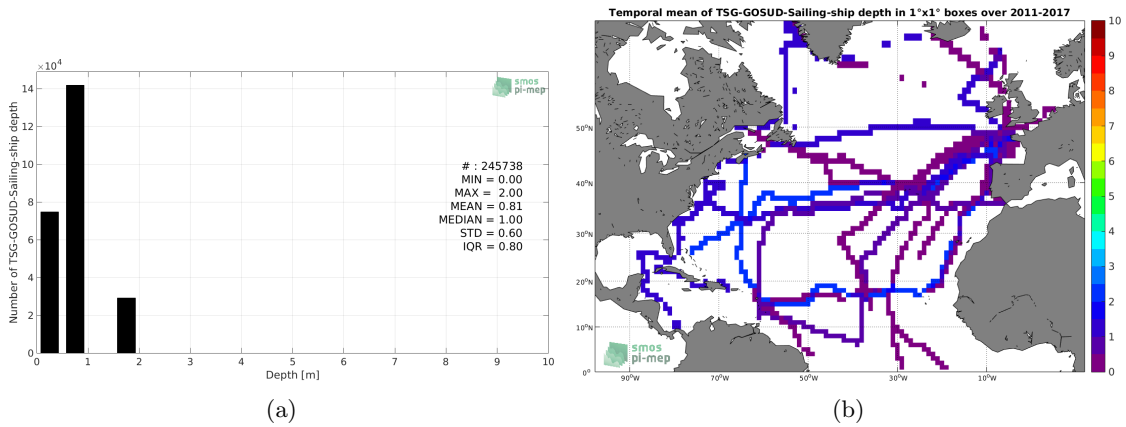 ×10⁴
14
12
10
8
6
4
2
0
Number of TSG-GOSUD-Sailing-ship depth
smos
pi-mep
# : 245738
MIN = 0.00
MAX = 2.00
MEAN = 0.81
MEDIAN = 1.00
STD = 0.60
IQR = 0.80
0 1 2 3 4 5 6 7 8 9 10
Depth [m]
(a)
Temporal mean of TSG-GOSUD-Sailing-ship depth in 1°x1° boxes over 2011-2017
50°N
40°N
30°N
20°N
10°N
0°
90°W 70°W 50°W 30°W 10°W
smos
pi-mep
10
9
8
7
6
5
4
3
2
1
0
(b)